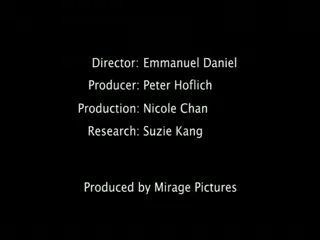 Director: Emmanuel Daniel
Producer: Peter Hoflich
Production: Nicole Chan
Research: Suzie Kang
Produced by Mirage Pictures